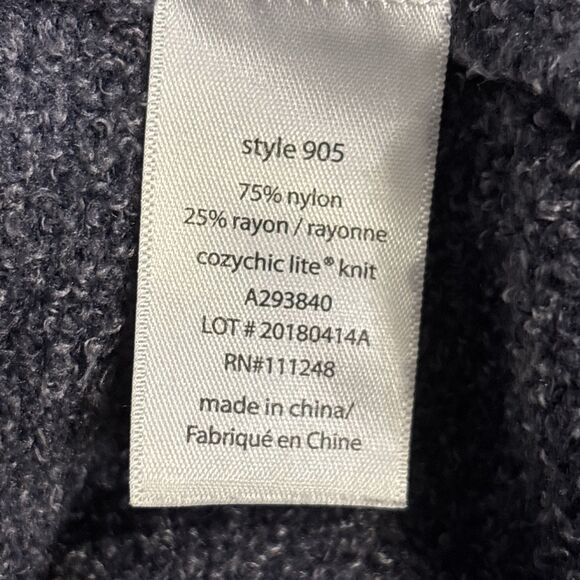 style 905
75% nylon
25% rayon / rayonne
cozychic lite® knit
A293840
LOT # 20180414A
RN#111248
made in china/
Fabriqué en Chine